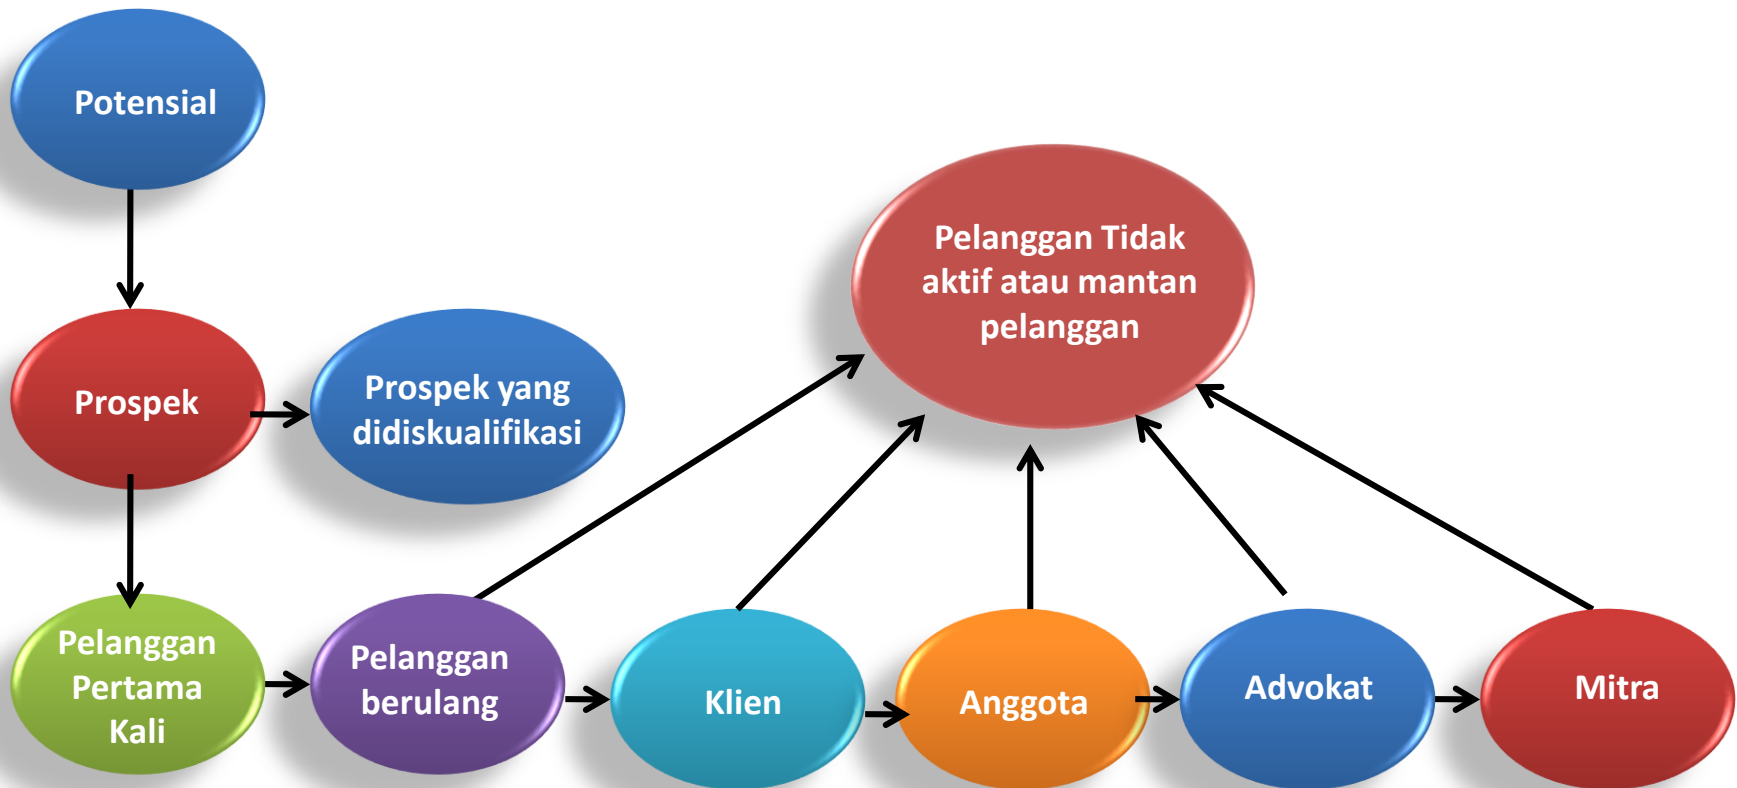 Potensial
Pelanggan Tidak
aktif atau mantan
pelanggan
Prospek
Prospek yang
didiskualifikasi
Pelanggan
Pertama
Kali
Pelanggan
berulang
Klien
Anggota
Advokat
Mitra